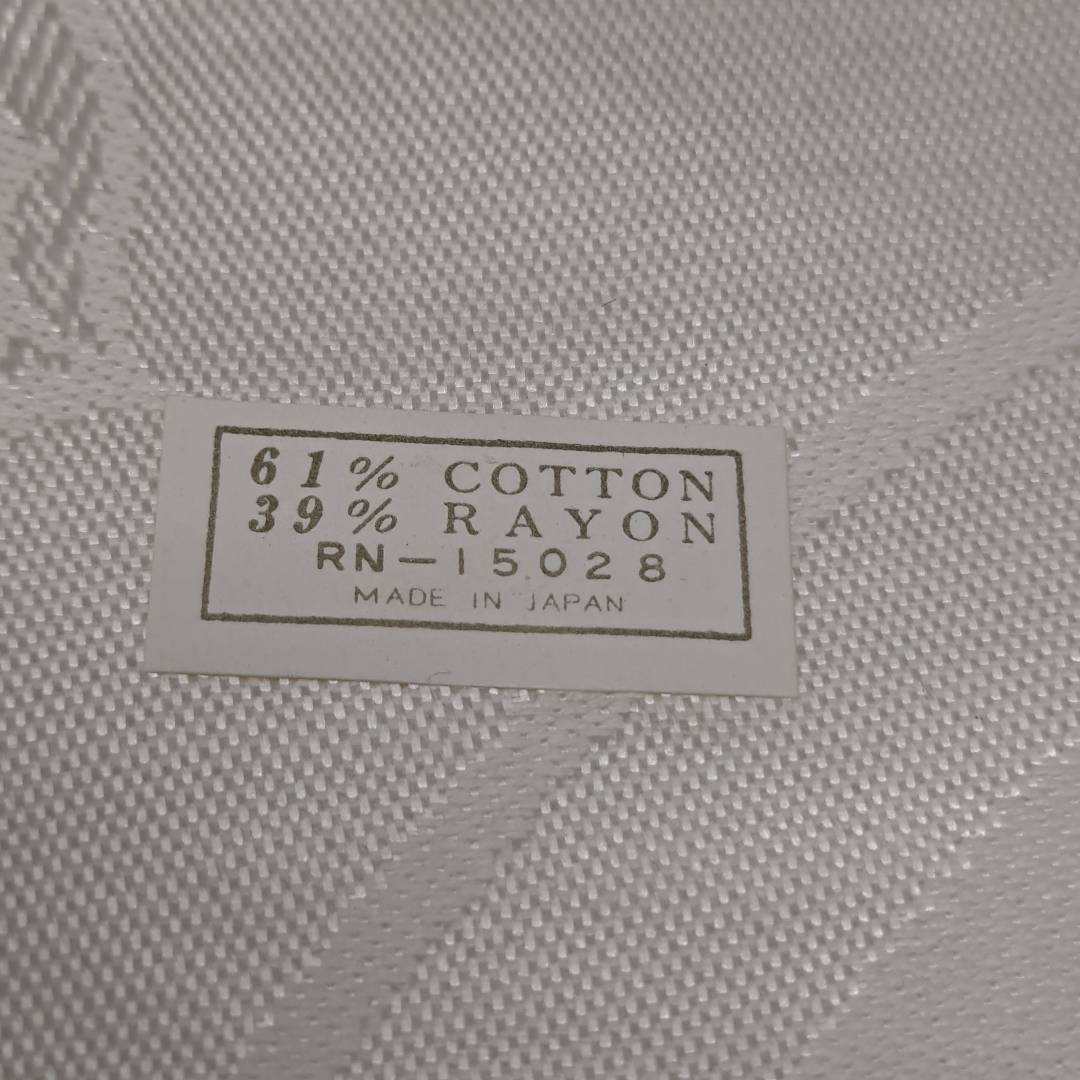 61% COTTON
39% RAYON
RN-15028
MADE IN JAPAN